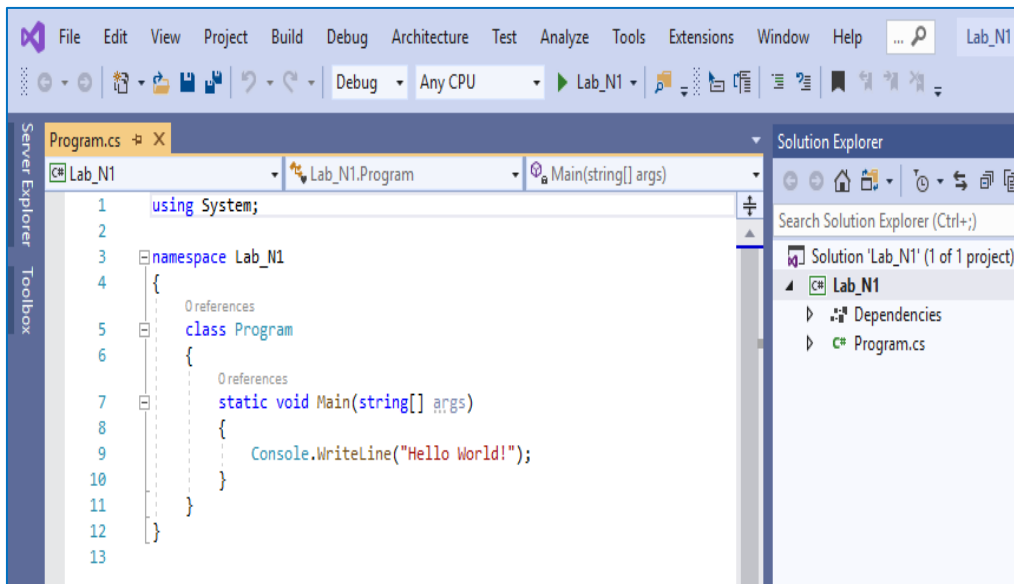 File Edit View Project Build Debug Architecture Test Analyze Tools Extensions Window Help ... Lab_N1
Debug Any CPU Lab_N1
Server Explorer
Toolbox
Program.cs
C# Lab_N1 Lab_N1.Program Main(string[] args)
1 using System;
2
3 namespace Lab_N1
4 {
0 references
5 class Program
6 {
0 references
7 static void Main(string[] args)
8 {
9 Console.WriteLine("Hello World!");
10 }
11 }
12 }
13
Solution Explorer
Search Solution Explorer (Ctrl+;)
Solution 'Lab_N1' (1 of 1 project)
C# Lab_N1
Dependencies
C# Program.cs